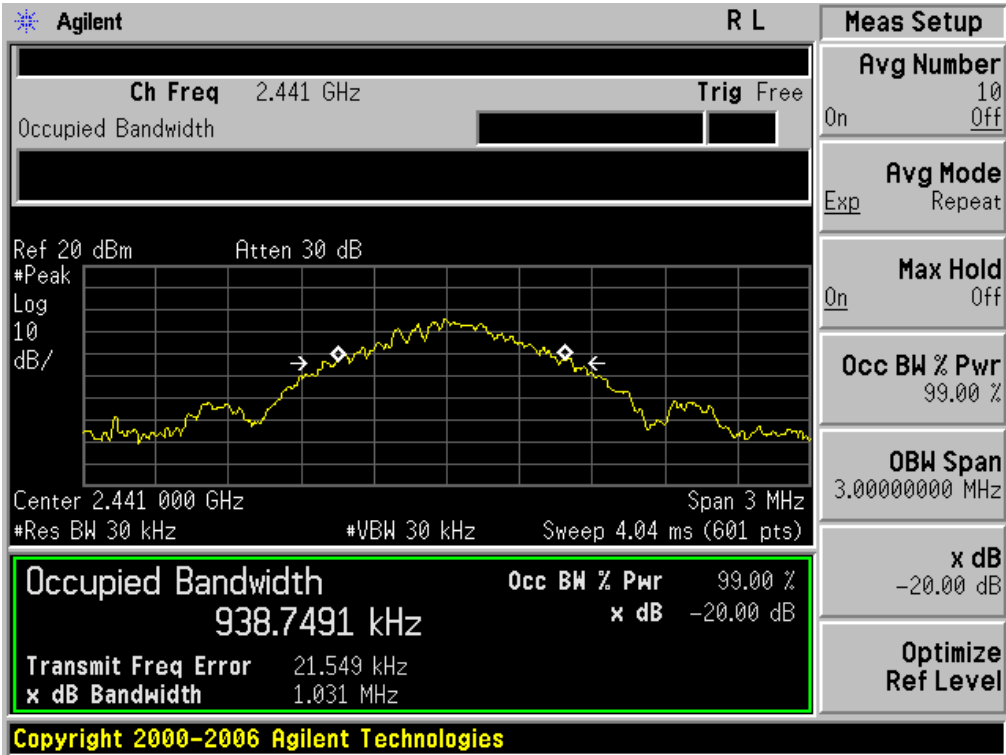 Agilent R L
Ch Freq 2.441 GHz Trig Free
Occupied Bandwidth
Ref 20 dBm Atten 30 dB
#Peak
Log
10
dB/
Center 2.441 000 GHz Span 3 MHz
#Res BW 30 kHz #VBW 30 kHz Sweep 4.04 ms (601 pts)
Occupied Bandwidth Occ BW % Pwr 99.00 %
938.7491 kHz x dB -20.00 dB
Transmit Freq Error 21.549 kHz
x dB Bandwidth 1.031 MHz
Copyright 2000-2006 Agilent Technologies
Meas Setup
Avg Number
10
On Off
Avg Mode
Exp Repeat
Max Hold
On Off
Occ BW % Pwr
99.00 %
OBW Span
3.00000000 MHz
x dB
-20.00 dB
Optimize
Ref Level